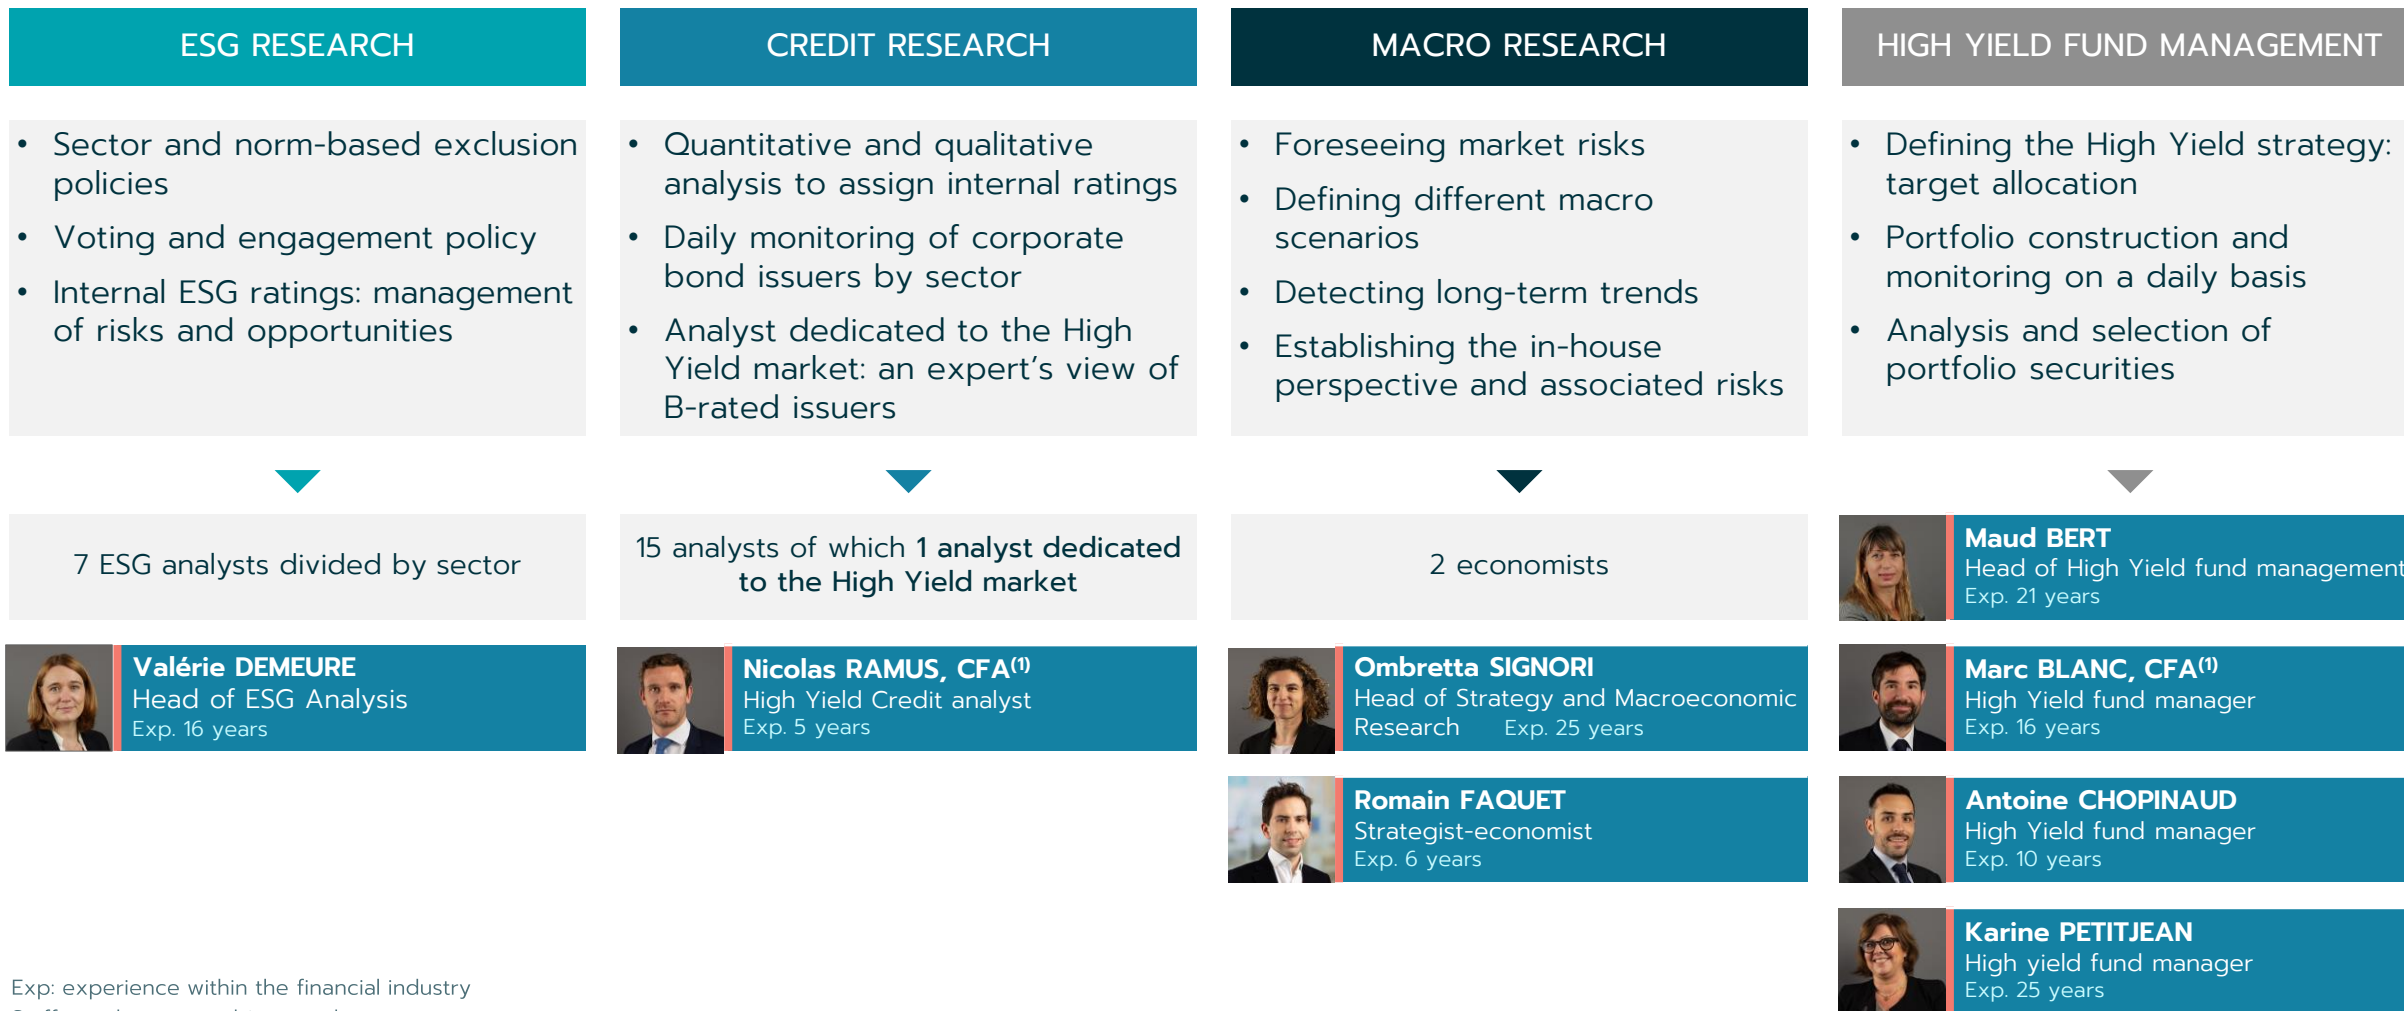 ESG RESEARCH
• Sector and norm-based exclusion
policies
• Voting and engagement policy
• Internal ESG ratings: management
of risks and opportunities
7 ESG analysts divided by sector
Valérie DEMEURE
Head of ESG Analysis
Exp. 16 years
CREDIT RESEARCH
• Quantitative and qualitative
analysis to assign internal ratings
• Daily monitoring of corporate
bond issuers by sector
• Analyst dedicated to the High
Yield market: an expert’s view of
B-rated issuers
15 analysts of which 1 analyst dedicated
to the High Yield market
Nicolas RAMUS, CFA(1)
High Yield Credit analyst
Exp. 5 years
MACRO RESEARCH
• Foreseeing market risks
• Defining different macro
scenarios
• Detecting long-term trends
• Establishing the in-house
perspective and associated risks
2 economists
Ombretta SIGNORI
Head of Strategy and Macroeconomic
Research Exp. 25 years
Romain FAQUET
Strategist-economist
Exp. 6 years
HIGH YIELD FUND MANAGEMENT
• Defining the High Yield strategy:
target allocation
• Portfolio construction and
monitoring on a daily basis
• Analysis and selection of
portfolio securities
Maud BERT
Head of High Yield fund management
Exp. 21 years
Marc BLANC, CFA(1)
High Yield fund manager
Exp. 16 years
Antoine CHOPINAUD
High Yield fund manager
Exp. 10 years
Karine PETITJEAN
High yield fund manager
Exp. 25 years
Exp: experience within the financial industry